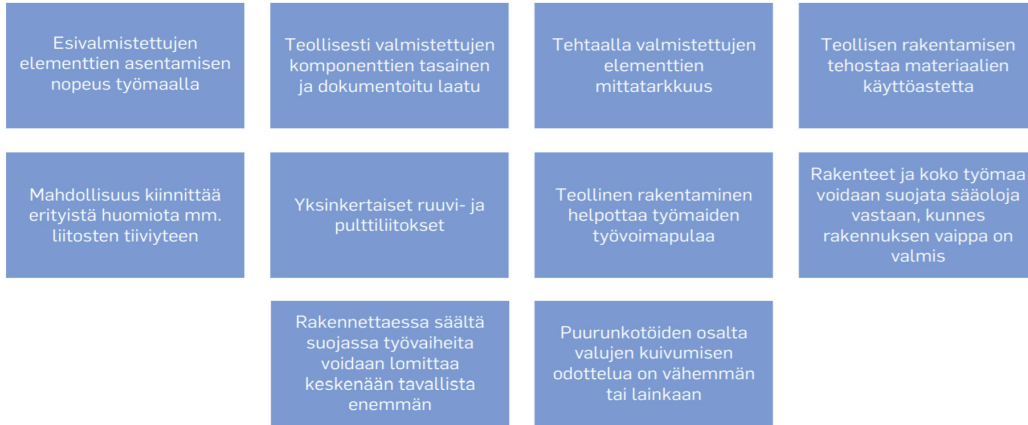 Esivalmistettujen
elementtien asentamisen
nopeus työmaalla
Teollisesti valmistettujen
komponenttien tasainen
ja dokumentoitu laatu
Tehtaalla valmistettujen
elementtien
mittatarkkuus
Teollisen rakentamisen
tehostaa materiaalien
käyttöastetta
Mahdollisuus kiinnittää
erityistä huomiota mm.
liitosten tiiviyteen
Yksinkertaiset ruuvi- ja
pulttiliitokset
Teollinen rakentaminen
helpottaa työmaiden
työvoimapulaa
Rakenteet ja koko työmaa
voidaan suojata sääoloja
vastaan, kunnes
rakennuksen vaippa on
valmis
Rakennettaessa säältä
suojassa työvaiheita
voidaan lomittaa
keskenään tavallista
enemmän
Puurunkotöiden osalta
valujen kuivumisen
odottelua on vähemmän
tai lainkaan